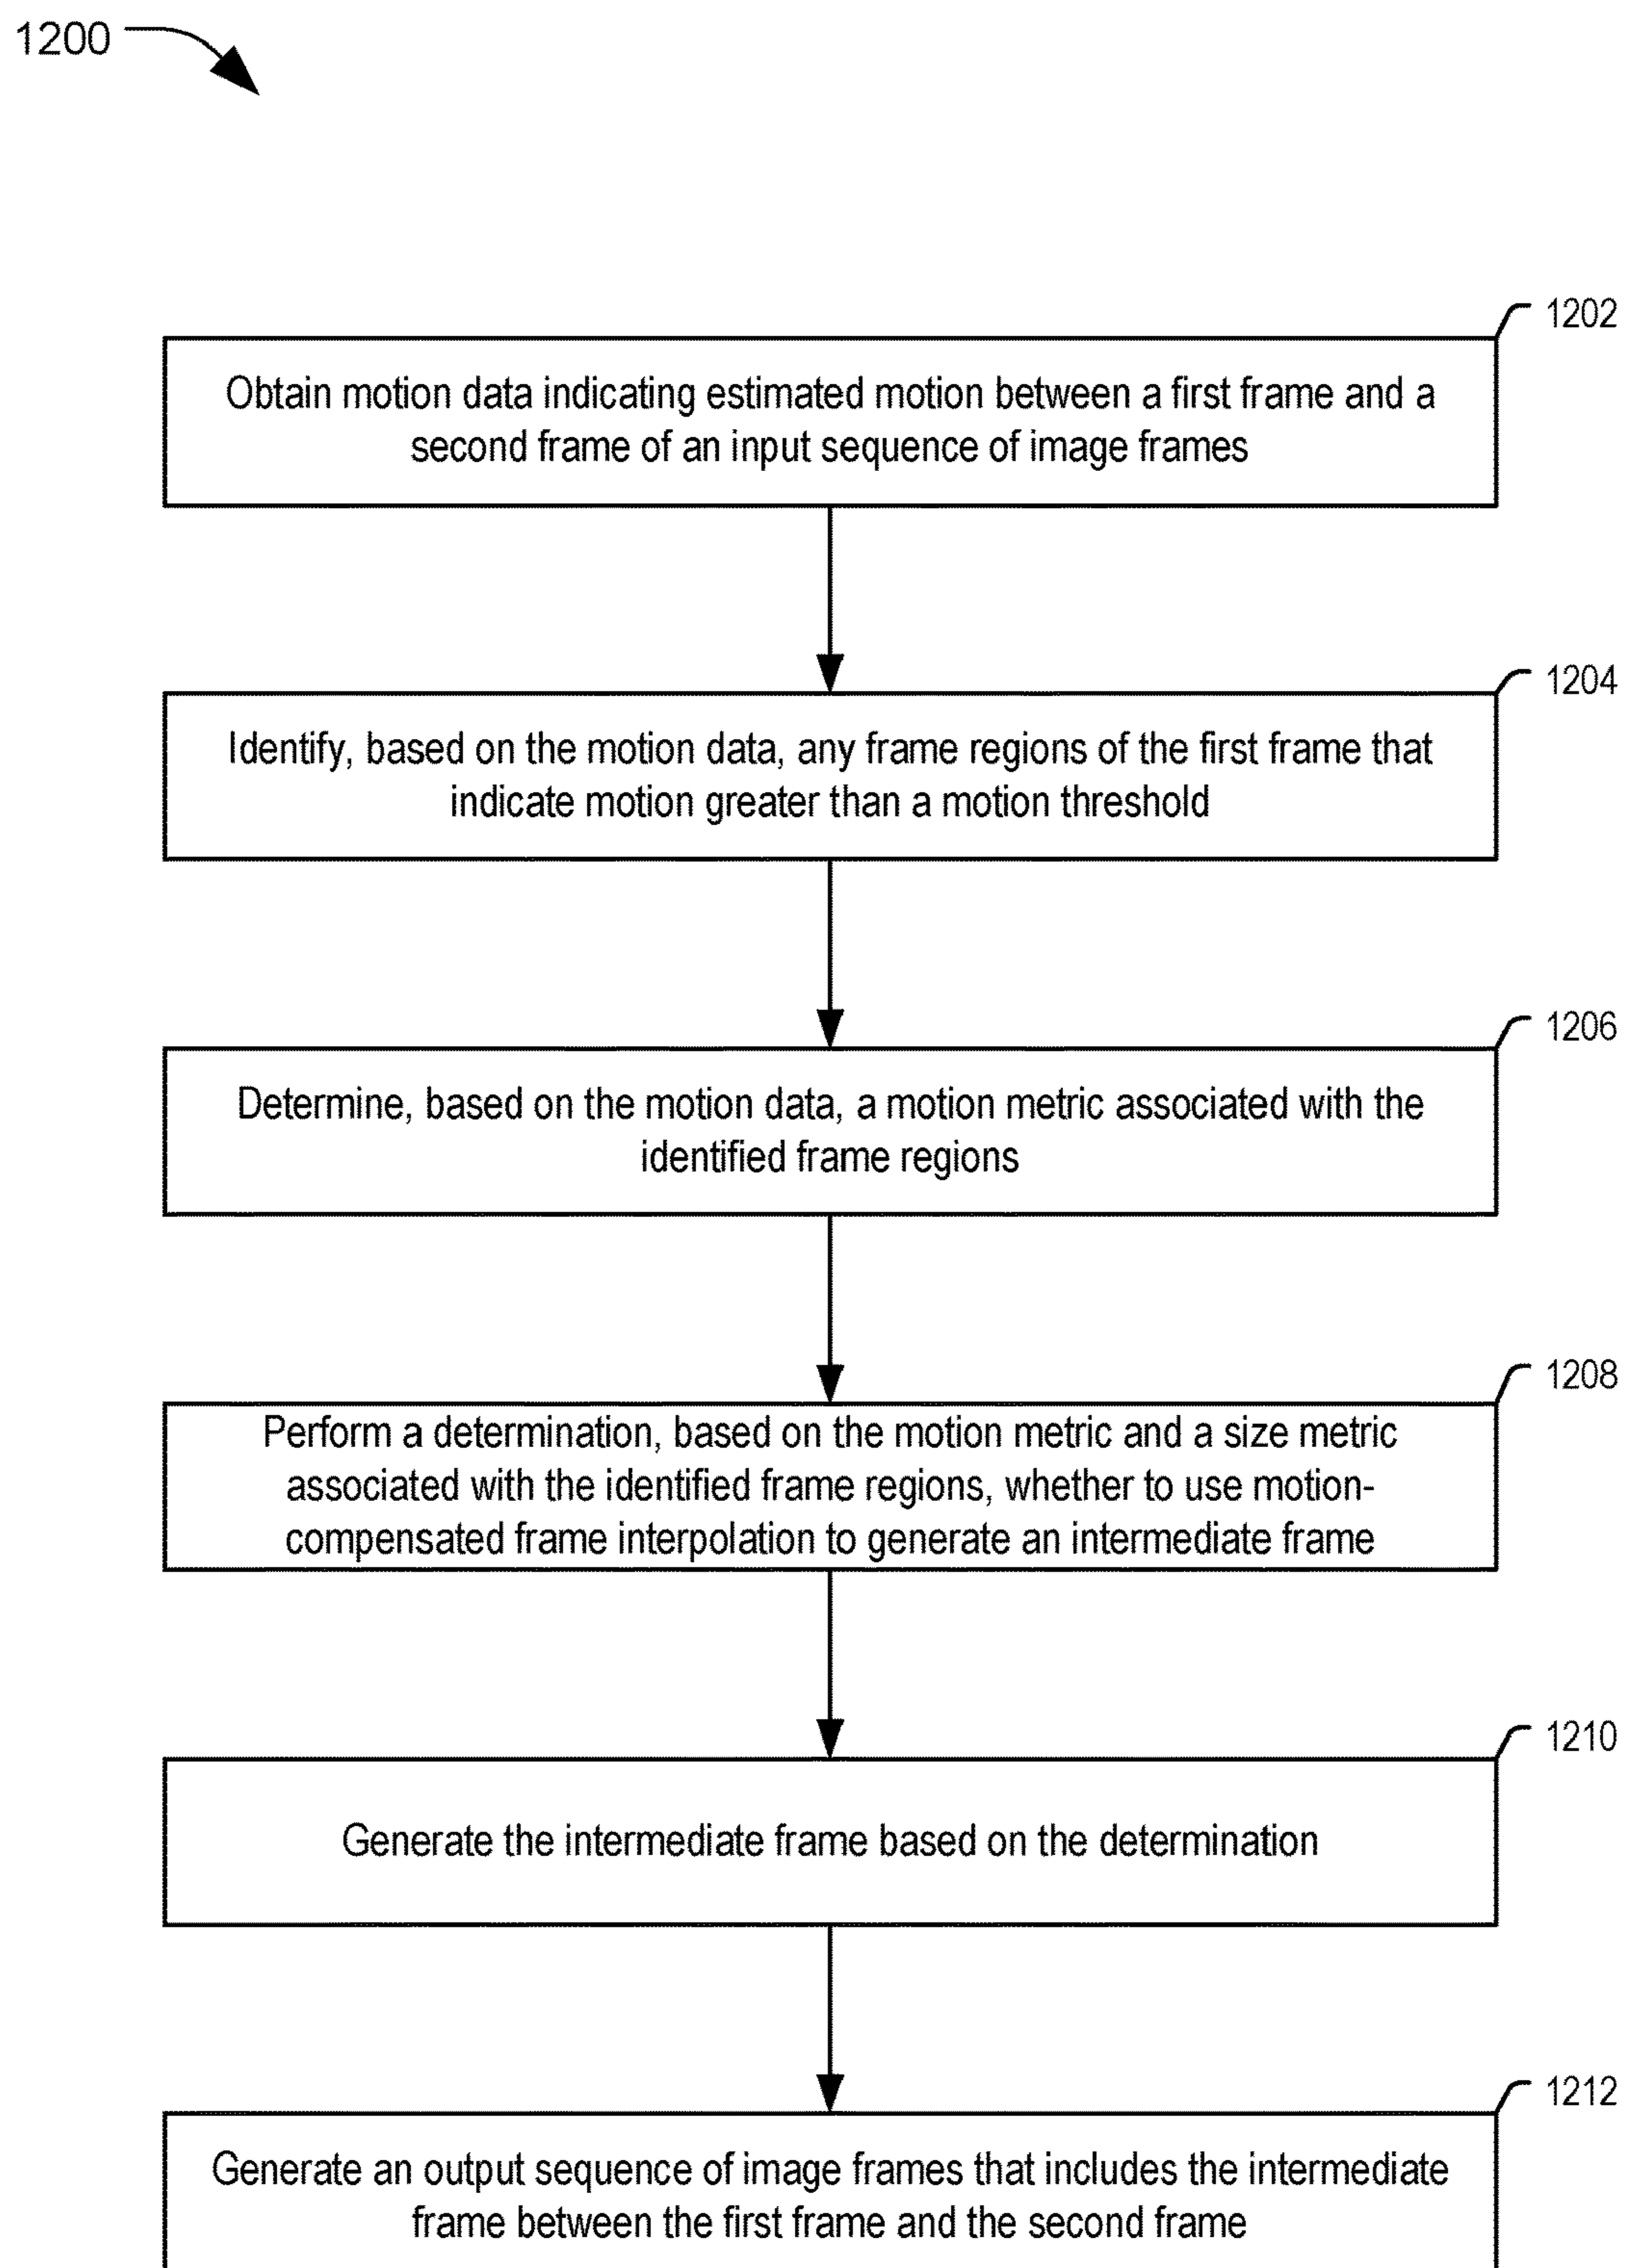 1200
1202
Obtain motion data indicating estimated motion between a first frame and a
second frame of an input sequence of image frames
1204
Identify, based on the motion data, any frame regions of the first frame that
indicate motion greater than a motion threshold
1206
Determine, based on the motion data, a motion metric associated with the
identified frame regions
1208
Perform a determination, based on the motion metric and a size metric
associated with the identified frame regions, whether to use motion-
compensated frame interpolation to generate an intermediate frame
1210
Generate the intermediate frame based on the determination
1212
Generate an output sequence of image frames that includes the intermediate
frame between the first frame and the second frame